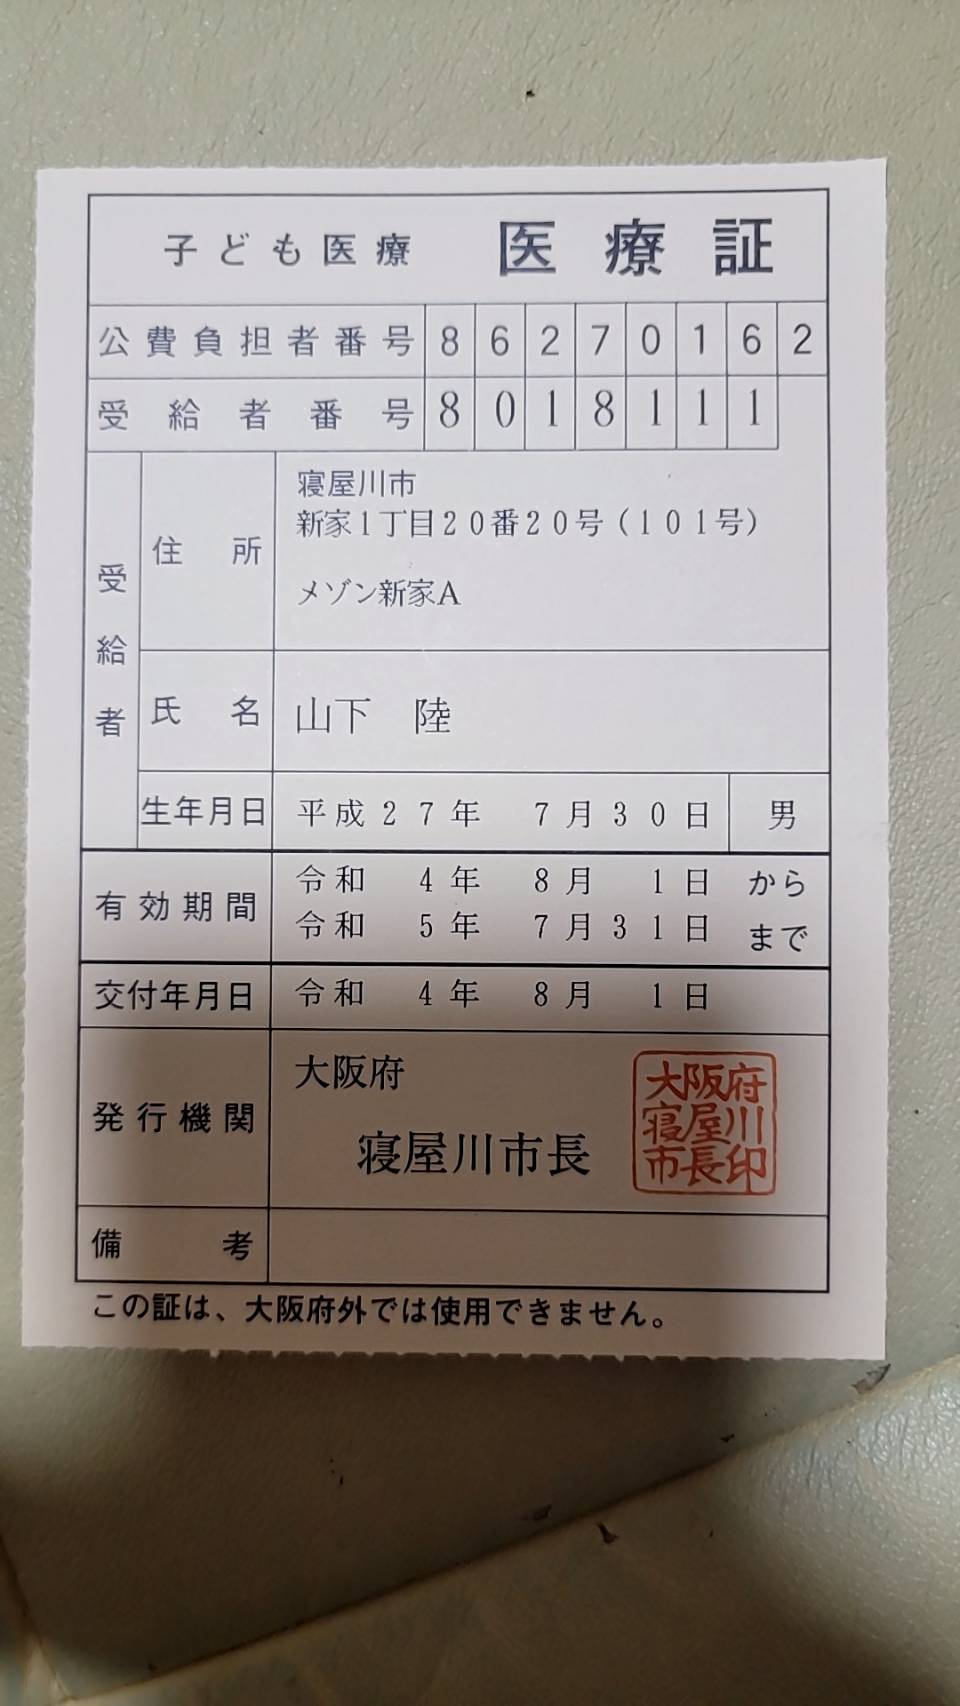 子ども医療 医療証
公費負担者番号 86270162
受給者番号 8018111
受給者
住所 寝屋川市
新家1丁目20番20号(101号)
メゾン新家A
氏名 山下 陸
生年月日 平成27年 7月30日 男
有効期間 令和 4年 8月 1日 から
令和 5年 7月31日 まで
交付年月日 令和 4年 8月 1日
発行機関 大阪府
寝屋川市長
大阪府
寝屋川
市長印
備考
この証は、大阪府外では使用できません。